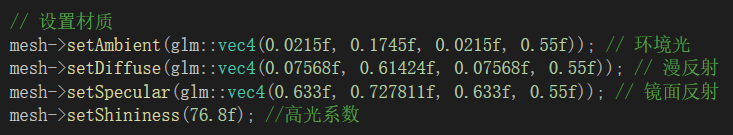 // 设置材质
mesh->setAmbient(glm::vec4(0.0215f, 0.1745f, 0.0215f, 0.55f)); // 环境光
mesh->setDiffuse(glm::vec4(0.07568f, 0.61424f, 0.07568f, 0.55f)); // 漫反射
mesh->setSpecular(glm::vec4(0.633f, 0.727811f, 0.633f, 0.55f)); // 镜面反射
mesh->setShininess(76.8f); //高光系数